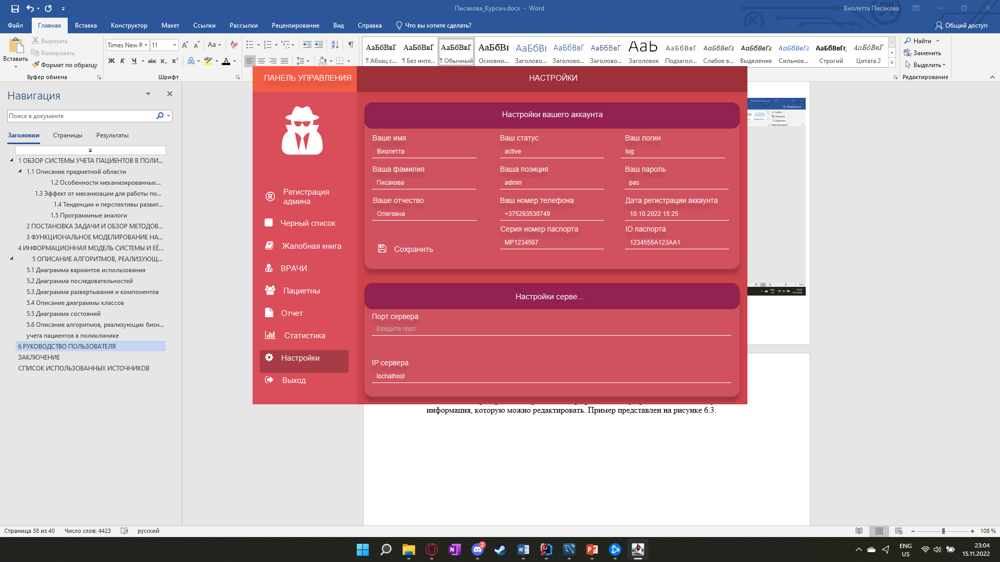 Писакова_Курсач.docx - Word
Виолетта Писакова
Файл Главная Вставка Конструктор Макет Ссылки Рассылки Рецензирование Вид Справка Что вы хотите сделать? Общий доступ
Вставить
Вырезать
Копировать
Формат по образцу
Буфер обмена
Times New R 11
Aa
Ж К Ч abc x₂ x²
Шрифт
АаБбВвГ АаБбВвГ АаБбВвГ АаБбВв АаБбВв АаБбВвГ АаБбВвГ АаЬ АаБбВвГ АаБбВвГг АаБбВвГг АаБбВвГг АаБбВвГг, АаБбВвГ
¶ Абзац с... ¶ Без инте... ¶ Обычный Основно... Заголово... Заголово... Заголово... Заголовок Подзагол... Слабое в... Выделение Сильное... Строгий Цитата 2
Найти
Заменить
Выделить
Редактирование
Навигация
Поиск в документе
Заголовки Страницы Результаты
1 ОБЗОР СИСТЕМЫ УЧЕТА ПАЦИЕНТОВ В ПОЛИ...
1.1 Описание предметной области
1.2 Особенности механизированных...
1.3 Эффект от механизации для работы по...
1.4 Тенденции и перспективы развит...
1.5 Программные аналоги
2 ПОСТАНОВКА ЗАДАЧИ И ОБЗОР МЕТОДОВ...
3 ФУНКЦИОНАЛЬНОЕ МОДЕЛИРОВАНИЕ НА...
4 ИНФОРМАЦИОННАЯ МОДЕЛЬ СИСТЕМЫ И ЕЁ...
5 ОПИСАНИЕ АЛГОРИТМОВ, РЕАЛИЗУЮЩ...
5.1 Диаграмма вариантов использования
5.2 Диаграмма последовательностей
5.3 Диаграмма развертывания и компонентов
5.4 Описание диаграммы классов
5.5 Диаграмма состояний
5.6 Описание алгоритмов, реализующих бизн...
учета пациентов в поликлинике
6 РУКОВОДСТВО ПОЛЬЗОВАТЕЛЯ
ЗАКЛЮЧЕНИЕ
СПИСОК ИСПОЛЬЗОВАННЫХ ИСТОЧНИКОВ
ПАНЕЛЬ УПРАВЛЕНИЯ
Регистрация
админа
Черный список
Жалобная книга
ВРАЧИ
Пациетны
Отчет
Статистика
Настройки
Выход
НАСТРОЙКИ
Настройки вашего аккаунта
Ваше имя Ваш статус Ваш логин
Виолетта active log
Ваша фамилия Ваша позиция Ваш пароль
Писакова admin pas
Ваше отчество Ваш номер телефона Дата регистрации аккаунта
Олеговна +375293530749 10.10.2022 15:25
Серия номер паспорта ID паспорта
MP1234567 1234555A123AA1
Сохранить
Настройки серве...
Порт сервера
Введите порт
IP сервера
lochalhost
информация, которую можно редактировать. Пример представлен на рисунке 6.3.
Страница 38 из 40 Число слов: 4423 русский 108 %
2
ENG
US
23:04
15.11.2022